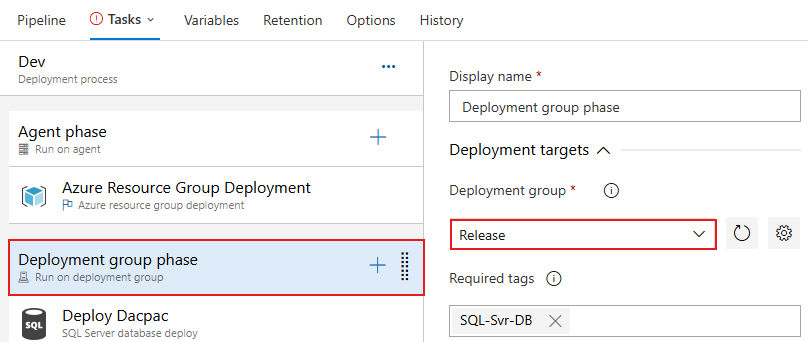 Pipeline
Tasks
Variables
Retention
Options
History
Dev
Deployment process
Agent phase
Run on agent
Azure Resource Group Deployment
Azure resource group deployment
Deployment group phase
Run on deployment group
SQL
Deploy Dacpac
SQL Server database deploy
Display name *
Deployment group phase
Deployment targets
Deployment group *
Release
Required tags
SQL-Svr-DB